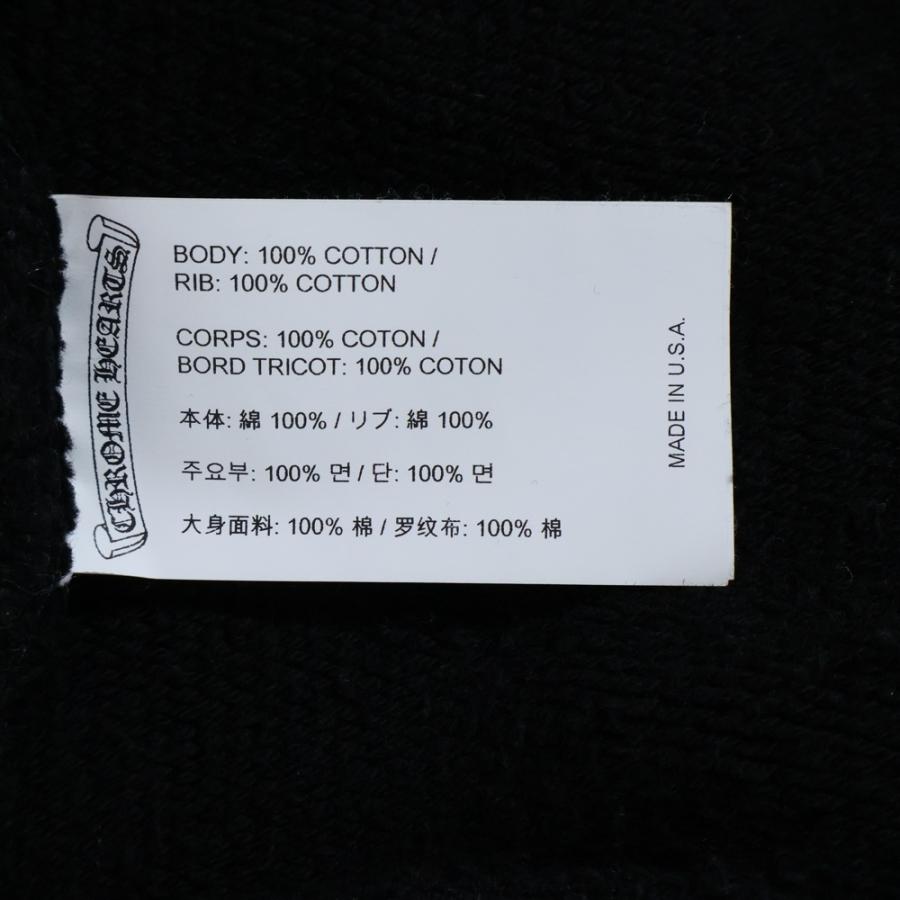 CHROME HEARTS
BODY: 100% COTTON /
RIB: 100% COTTON
CORPS: 100% COTON /
BORD TRICOT: 100% COTON
本体: 綿 100% / リブ: 綿 100%
주요부: 100% 면 / 단: 100% 면
大身面料: 100% 棉 / 罗纹布: 100% 棉
MADE IN U.S.A.